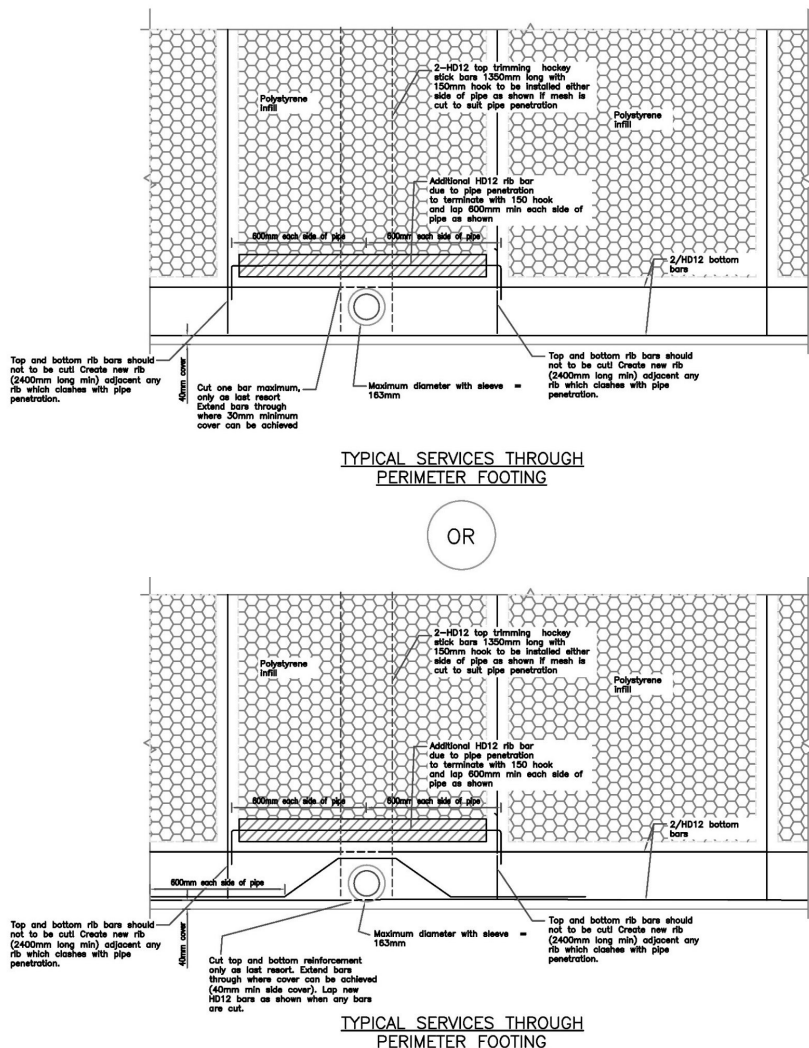 2-HD12 top trimming hockey
stick bars 1350mm long with
150mm hook to be installed either
side of pipe as shown if mesh is
cut to suit pipe penetration
Polystyrene
Infill
Polystyrene
Infill
Additional HD12 rib bar
due to pipe penetration
to terminate with 150 hook
and lap 600mm min each side of
pipe as shown
600mm each side of pipe
600mm each side of pipe
2/HD12 bottom
bars
Top and bottom rib bars should
not to be cut! Create new rib
(2400mm long min) adjacent any
rib which clashes with pipe
penetration.
40mm cover
Cut one bar maximum,
only as last resort
Extend bars through
where 30mm minimum
cover can be achieved
Maximum diameter with sleeve =
163mm
Top and bottom rib bars should
not to be cut! Create new rib
(2400mm long min) adjacent any
rib which clashes with pipe
penetration.
TYPICAL SERVICES THROUGH
PERIMETER FOOTING
OR
2-HD12 top trimming hockey
stick bars 1350mm long with
150mm hook to be installed either
side of pipe as shown if mesh is
cut to suit pipe penetration
Polystyrene
Infill
Polystyrene
Infill
Additional HD12 rib bar
due to pipe penetration
to terminate with 150 hook
and lap 600mm min each side of
pipe as shown
600mm each side of pipe
600mm each side of pipe
2/HD12 bottom
bars
600mm each side of pipe
Top and bottom rib bars should
not to be cut! Create new rib
(2400mm long min) adjacent any
rib which clashes with pipe
penetration.
40mm cover
Cut top and bottom reinforcement
only as last resort. Extend bars
through where cover can be achieved
(40mm min side cover). Lap new
HD12 bars as shown when any bars
are cut.
Maximum diameter with sleeve =
163mm
Top and bottom rib bars should
not to be cut! Create new rib
(2400mm long min) adjacent any
rib which clashes with pipe
penetration.
TYPICAL SERVICES THROUGH
PERIMETER FOOTING